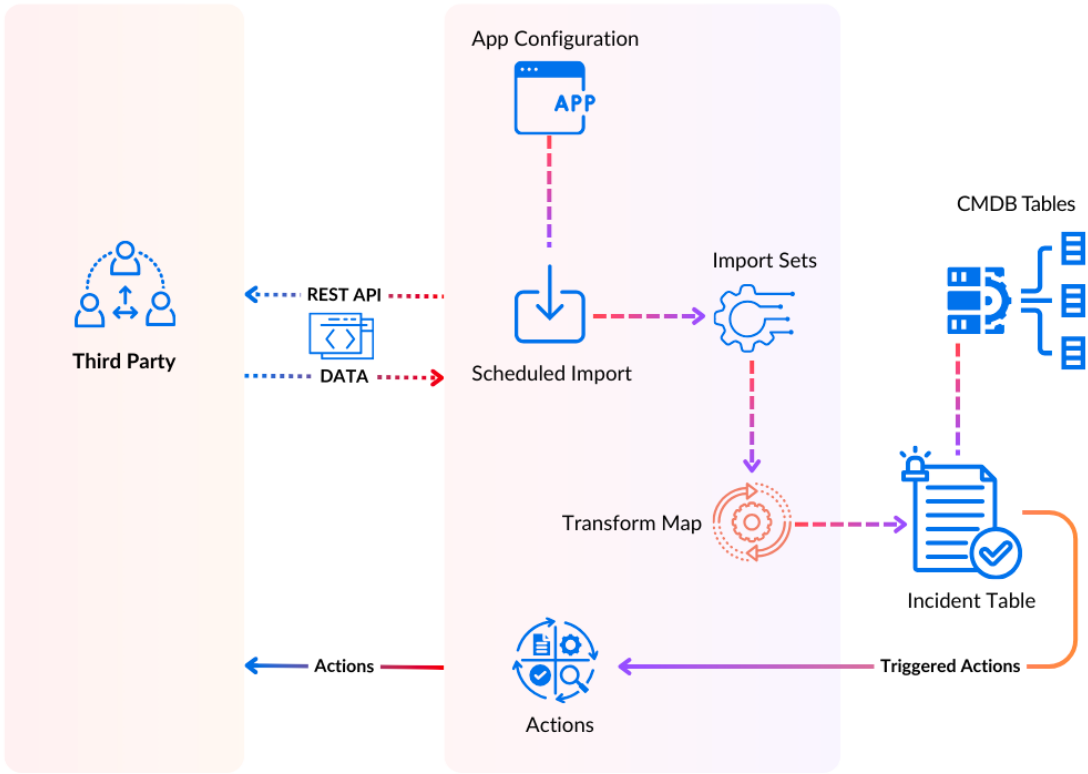 App Configuration
APP
CMDB Tables
Import Sets
REST API
Third Party
DATA
Scheduled Import
Transform Map
Incident Table
Actions
Triggered Actions
Actions